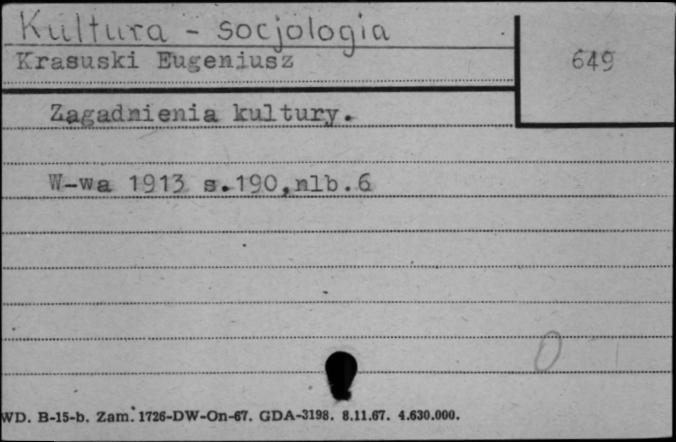 Kultura - socjologia
Krasuski Eugeniusz
649
Zagadnienia kultury.
W-wa 1913 s.190,nlb.6
0
WD. B-15-b. Zam. 1726-DW-On-67. GDA-3198. 8.11.67. 4.630.000.